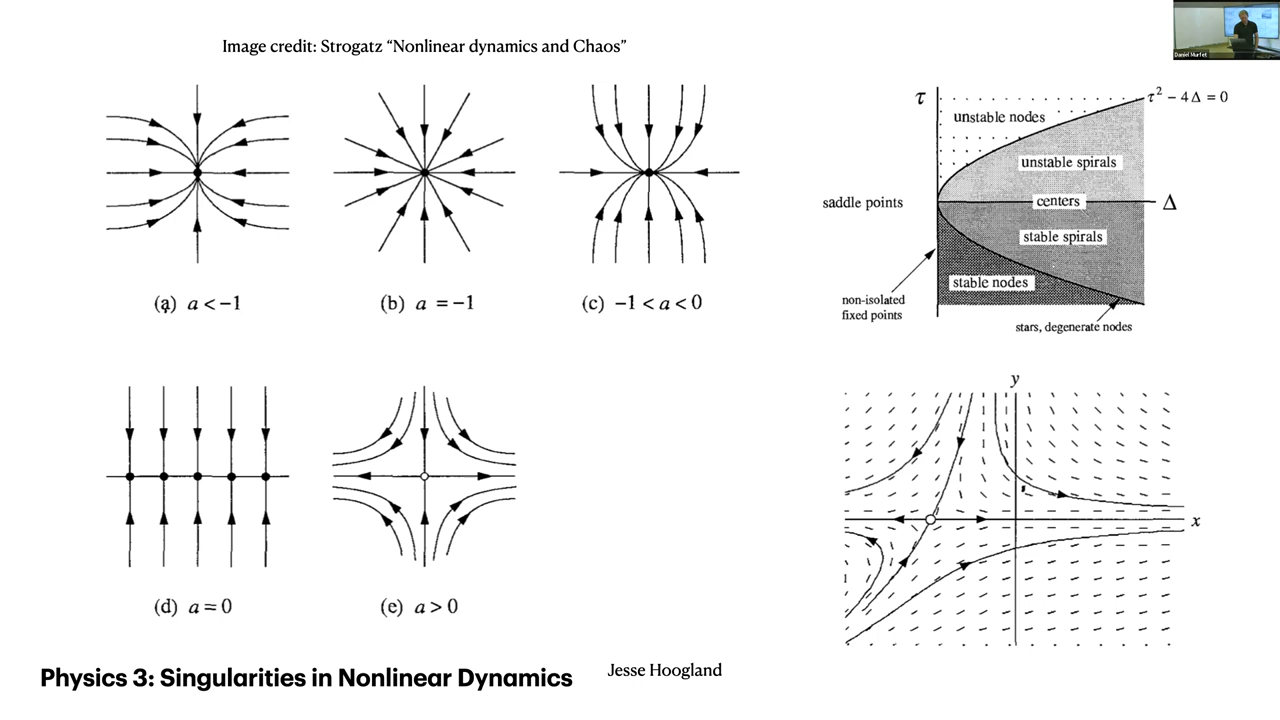 Image credit: Strogatz “Nonlinear dynamics and Chaos”
Daniel Murfet
(a) a < −1
(b) a = −1
(c) −1 < a < 0
(d) a = 0
(e) a > 0
τ
τ² − 4Δ = 0
unstable nodes
unstable spirals
saddle points
centers
Δ
stable spirals
stable nodes
non-isolated
fixed points
stars, degenerate nodes
y
x
Physics 3: Singularities in Nonlinear Dynamics
Jesse Hoogland